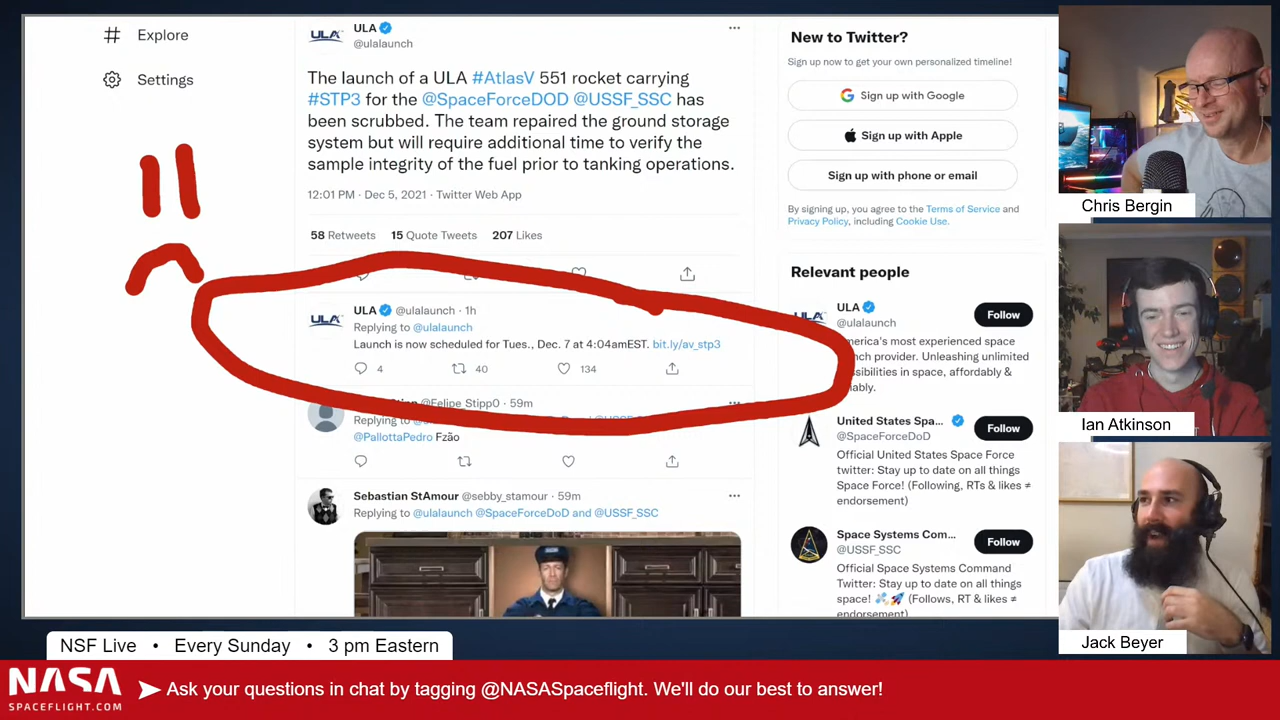 Explore
Settings
ULA
ULA
@ulalaunch
The launch of a ULA #AtlasV 551 rocket carrying
#STP3 for the @SpaceForceDOD @USSF_SSC has
been scrubbed. The team repaired the ground storage
system but will require additional time to verify the
sample integrity of the fuel prior to tanking operations.
12:01 PM · Dec 5, 2021 · Twitter Web App
58 Retweets 15 Quote Tweets 207 Likes
ULA
ULA @ulalaunch · 1h
Replying to @ulalaunch
Launch is now scheduled for Tues., Dec. 7 at 4:04amEST. bit.ly/av_stp3
4 40 134
@Felipe_Stipp0 · 59m
Replying to
@PallottaPedro Fzão
Sebastian StAmour @sebby_stamour · 59m
Replying to @ulalaunch @SpaceForceDoD and @USSF_SSC
New to Twitter?
Sign up now to get your own personalized timeline!
Sign up with Google
Sign up with Apple
Sign up with phone or email
By signing up, you agree to the Terms of Service and
Privacy Policy, including Cookie Use.
Relevant people
ULA
@ulalaunch
Follow
America's most experienced space
provider. Unleashing unlimited
in space, affordably &
United States Spa...
@SpaceForceDoD
Follow
Official United States Space Force
twitter: Stay up to date on all things
Space Force! (Following, RTs & likes ≠
endorsement)
Space Systems Com...
@USSF_SSC
Follow
Official Space Systems Command
Twitter: Stay up to date on all things
space! (Follows, RT & likes ≠
endorsement)
Chris Bergin
Ian Atkinson
Jack Beyer
NSF Live • Every Sunday • 3 pm Eastern
NASA
SPACEFLIGHT.COM
Ask your questions in chat by tagging @NASASpaceflight. We'll do our best to answer!